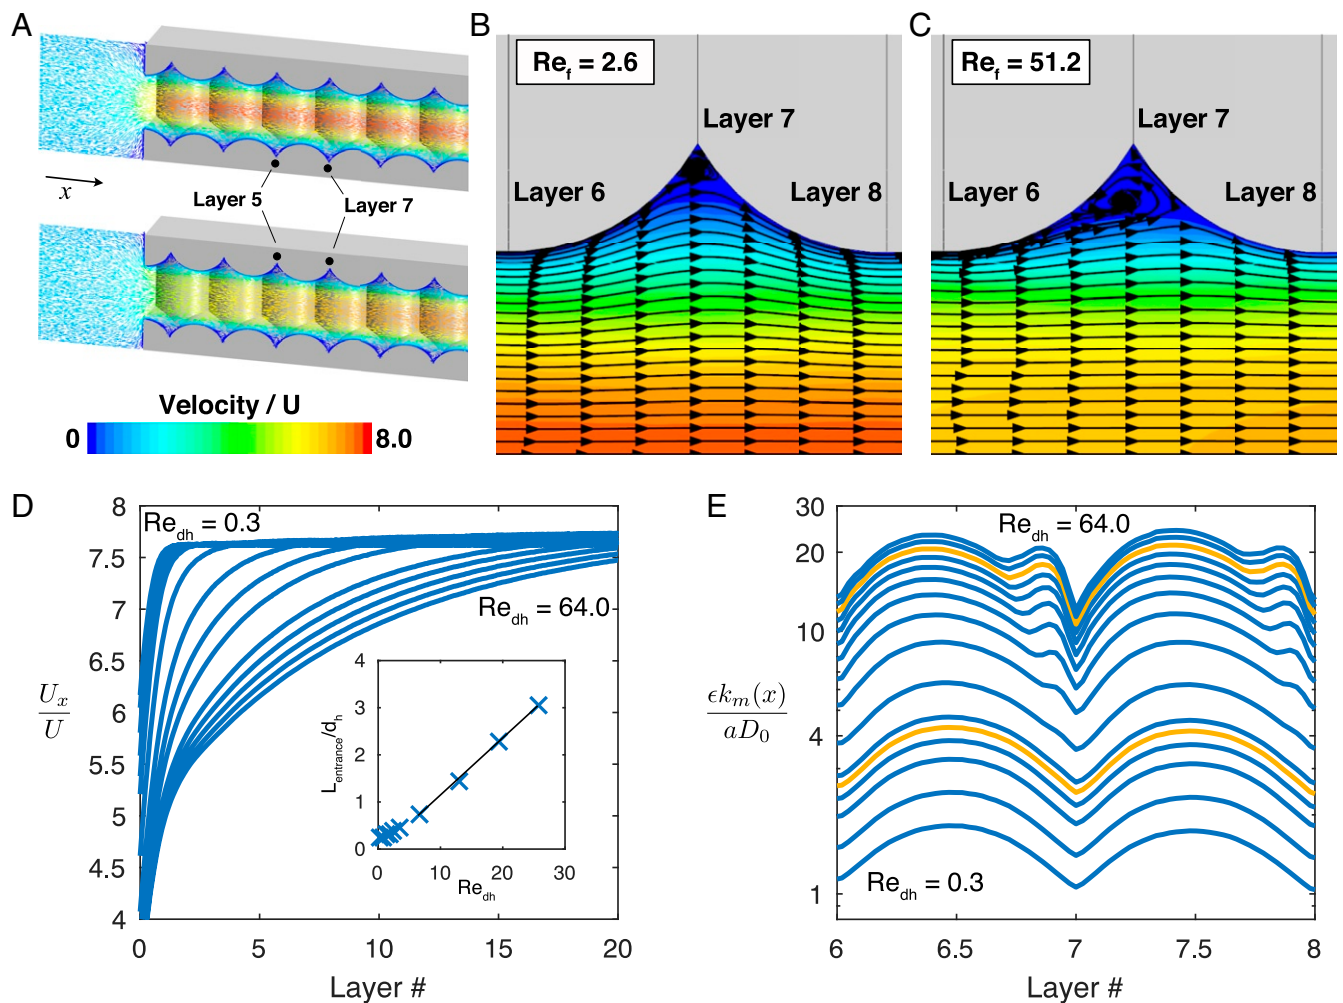 A
x
Layer 5
Layer 7
Velocity / U
0
8.0
B
Re_f = 2.6
Layer 7
Layer 6
Layer 8
C
Re_f = 51.2
Layer 7
Layer 6
Layer 8
D
8
7.5
7
6.5
6
5.5
5
4.5
4
U_x
U
Re_dh = 0.3
Re_dh = 64.0
4
3
2
1
0
L_entrance/d_h
0 10 20 30
Re_dh
0 5 10 15 20
Layer #
E
30
20
10
4
1
ϵk_m(x)
aD_0
Re_dh = 64.0
Re_dh = 0.3
6 6.5 7 7.5 8
Layer #